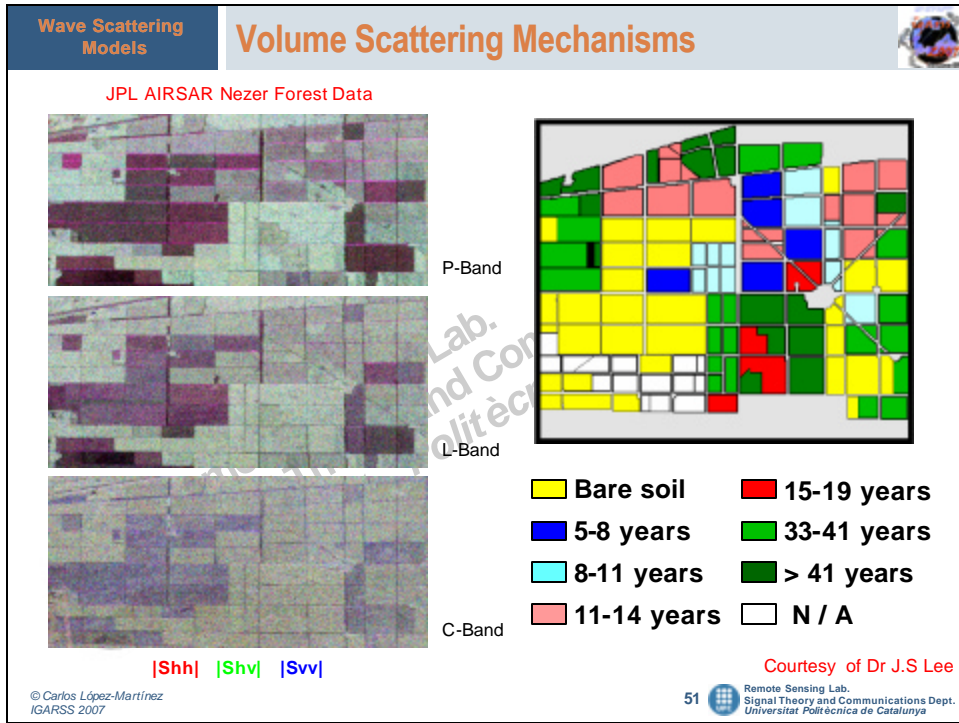 Wave Scattering
Models
Volume Scattering Mechanisms
JPL AIRSAR Nezer Forest Data
P-Band
L-Band
C-Band
|Shh| |Shv| |Svv|
Bare soil
5-8 years
8-11 years
11-14 years
15-19 years
33-41 years
> 41 years
N / A
Courtesy of Dr J.S Lee
© Carlos López-Martínez
IGARSS 2007
51
Remote Sensing Lab.
Signal Theory and Communications Dept.
Universitat Politècnica de Catalunya